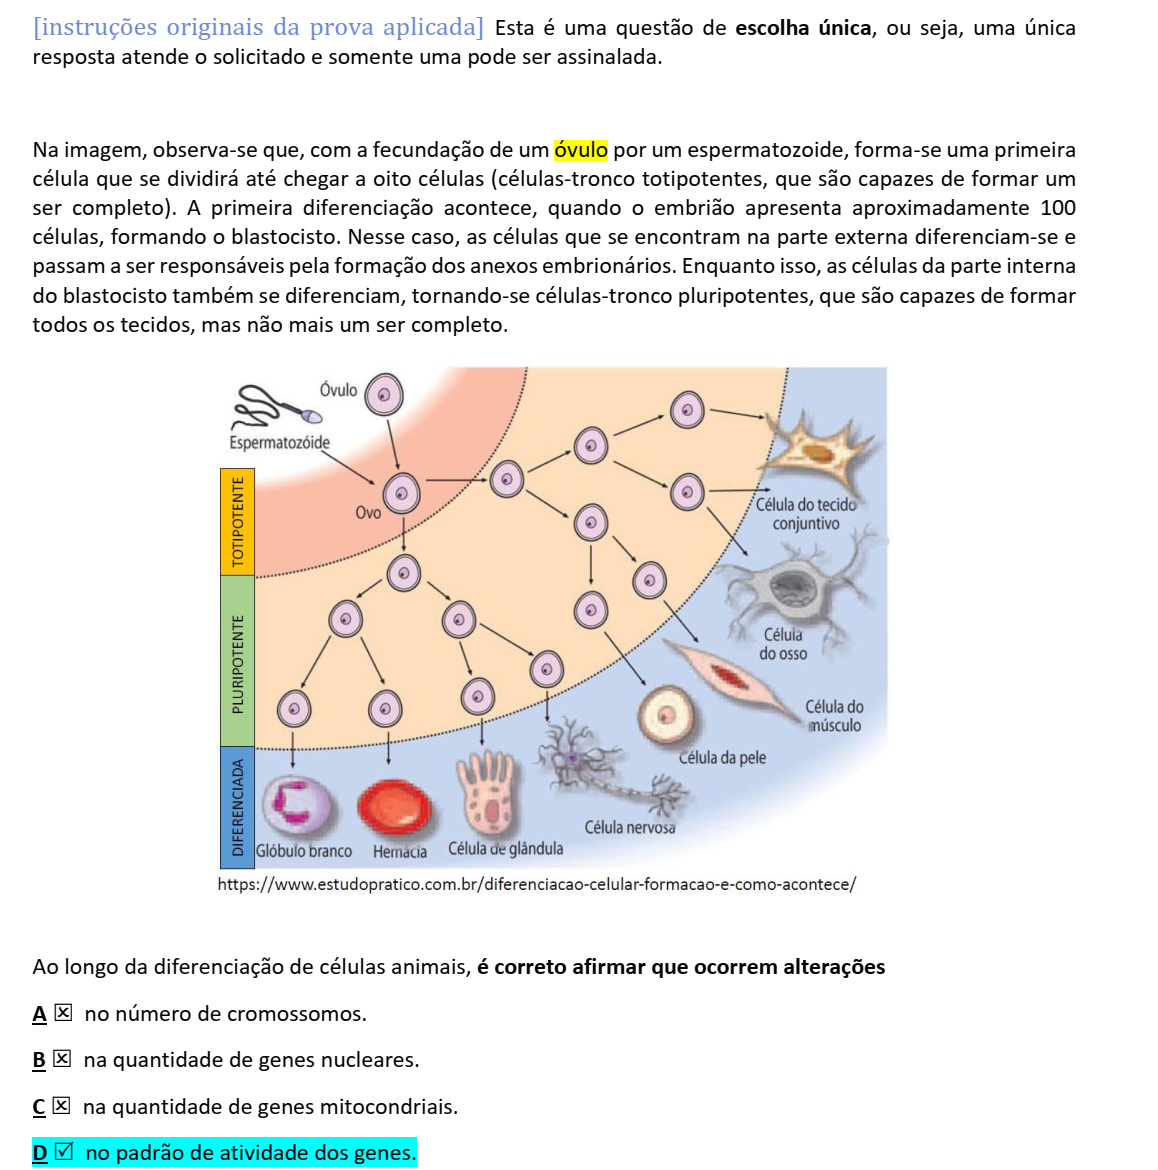 [instruções originais da prova aplicada] Esta é uma questão de escolha única, ou seja, uma única
resposta atende o solicitado e somente uma pode ser assinalada.
Na imagem, observa-se que, com a fecundação de um óvulo por um espermatozoide, forma-se uma primeira
célula que se dividirá até chegar a oito células (células-tronco totipotentes, que são capazes de formar um
ser completo). A primeira diferenciação acontece, quando o embrião apresenta aproximadamente 100
células, formando o blastocisto. Nesse caso, as células que se encontram na parte externa diferenciam-se e
passam a ser responsáveis pela formação dos anexos embrionários. Enquanto isso, as células da parte interna
do blastocisto também se diferenciam, tornando-se células-tronco pluripotentes, que são capazes de formar
todos os tecidos, mas não mais um ser completo.
Óvulo
Espermatozóide
Ovo
TOTIPOTENTE
PLURIPOTENTE
DIFERENCIADA
Célula do tecido
conjuntivo
Célula
do osso
Célula do
músculo
Célula da pele
Célula nervosa
Célula de glândula
Hemácia
Glóbulo branco
https://www.estudopratico.com.br/diferenciacao-celular-formacao-e-como-acontece/
Ao longo da diferenciação de células animais, é correto afirmar que ocorrem alterações
A ☒ no número de cromossomos.
B ☒ na quantidade de genes nucleares.
C ☒ na quantidade de genes mitocondriais.
D ☑ no padrão de atividade dos genes.